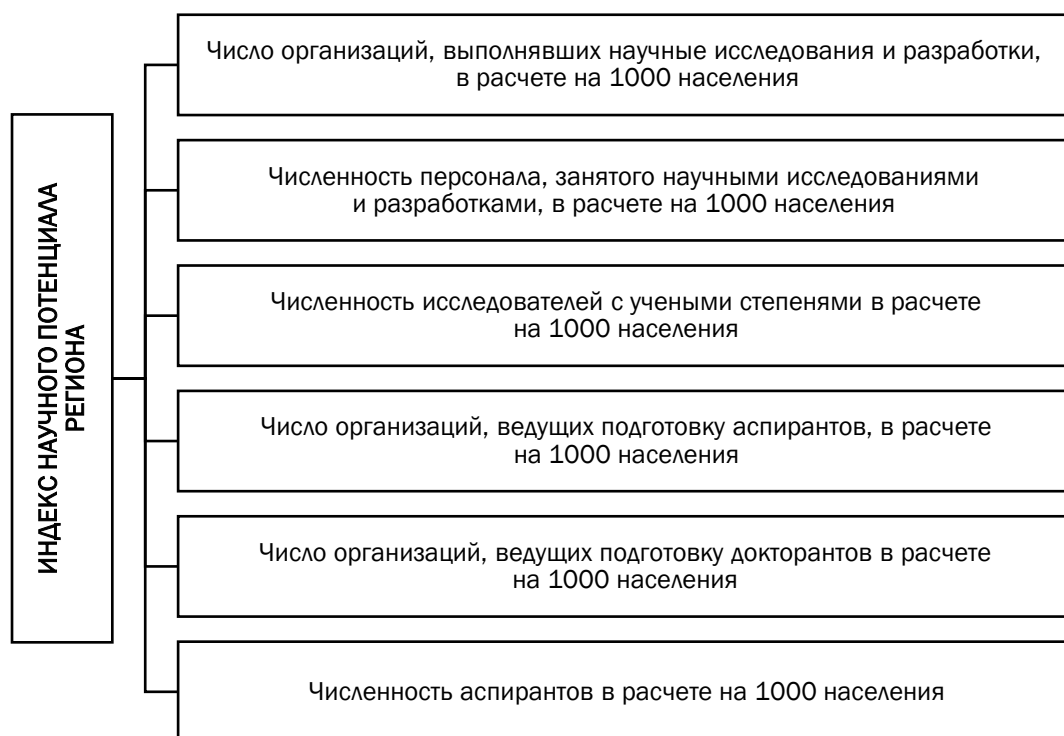 ИНДЕКС НАУЧНОГО ПОТЕНЦИАЛА
РЕГИОНА
Число организаций, выполнявших научные исследования и разработки,
в расчете на 1000 населения
Численность персонала, занятого научными исследованиями
и разработками, в расчете на 1000 населения
Численность исследователей с учеными степенями в расчете
на 1000 населения
Число организаций, ведущих подготовку аспирантов, в расчете
на 1000 населения
Число организаций, ведущих подготовку докторантов в расчете
на 1000 населения
Численность аспирантов в расчете на 1000 населения